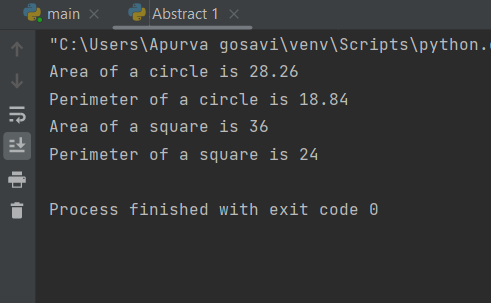 main
Abstract 1
"C:\Users\Apurva gosavi\venv\Scripts\python.
Area of a circle is 28.26
Perimeter of a circle is 18.84
Area of a square is 36
Perimeter of a square is 24
Process finished with exit code 0